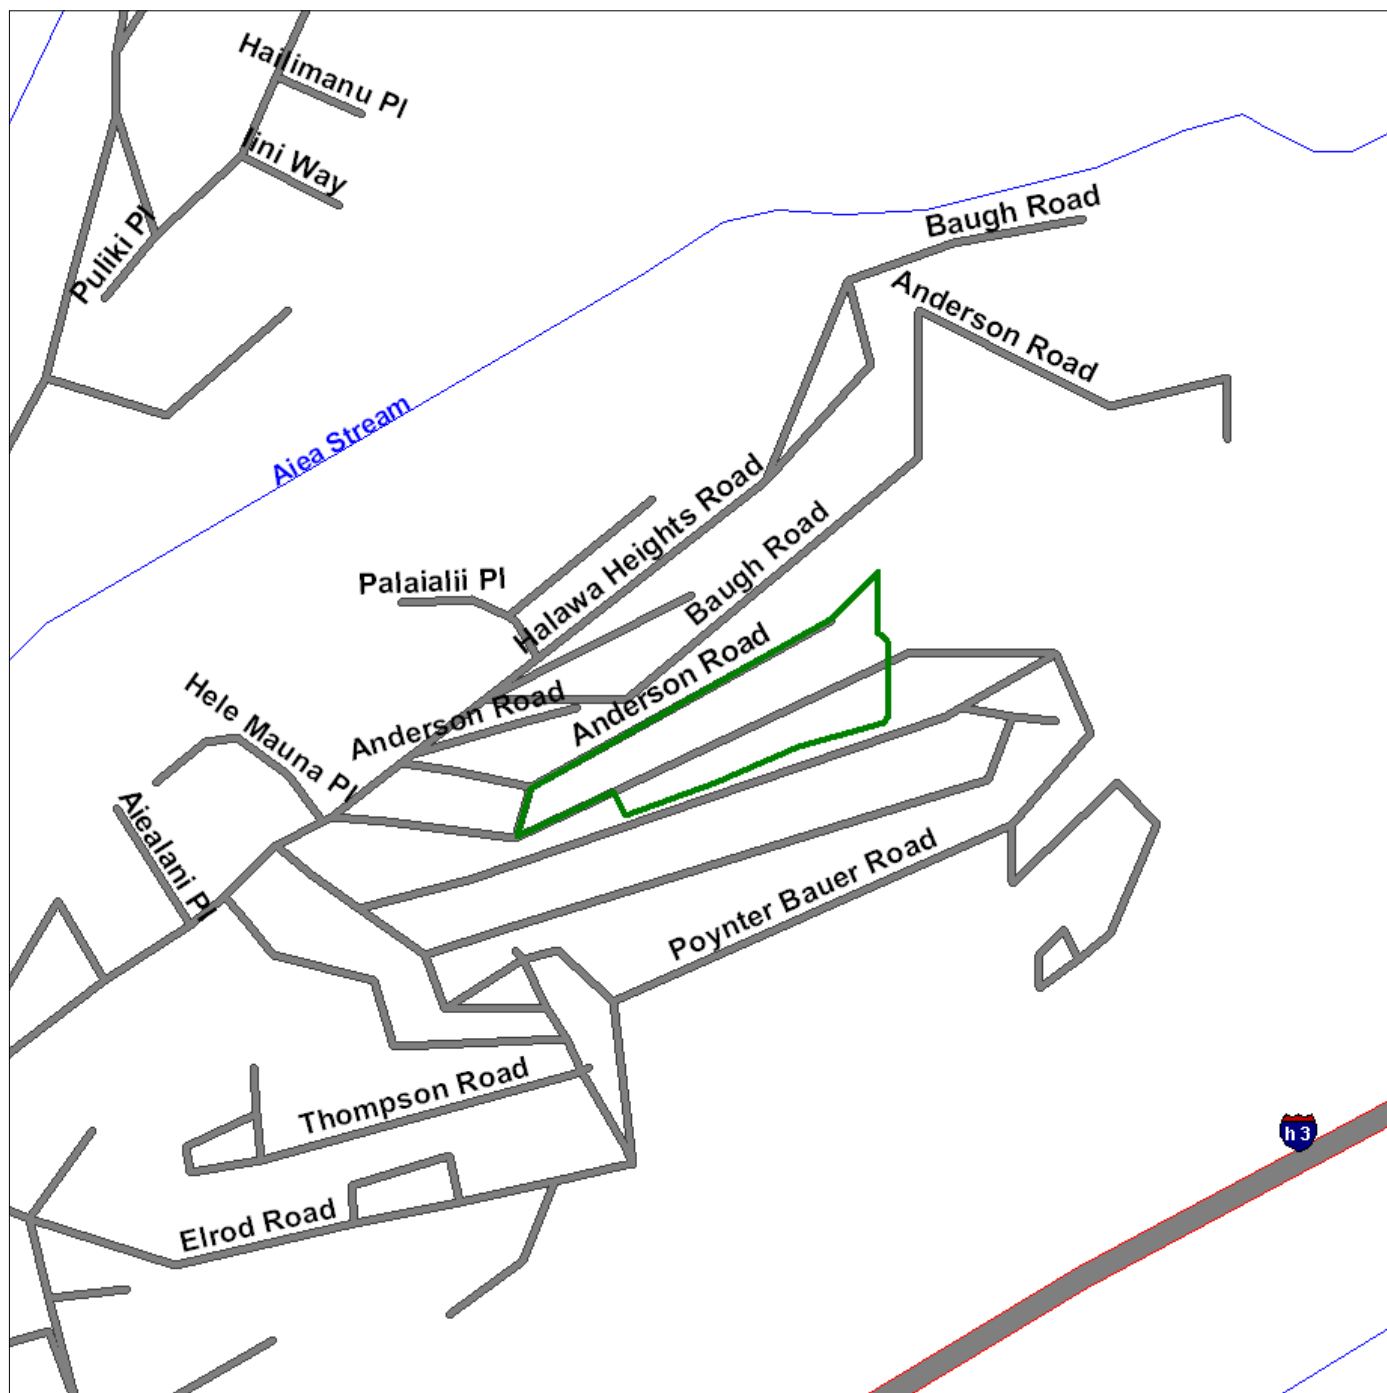 Hailimanu Pl
Iini Way
Puliki Pl
Baugh Road
Anderson Road
Aiea Stream
Halawa Heights Road
Baugh Road
Palaialii Pl
Anderson Road
Anderson Road
Hele Mauna Pl
Aiealani Pl
Poynter Bauer Road
Thompson Road
h 3
Elrod Road